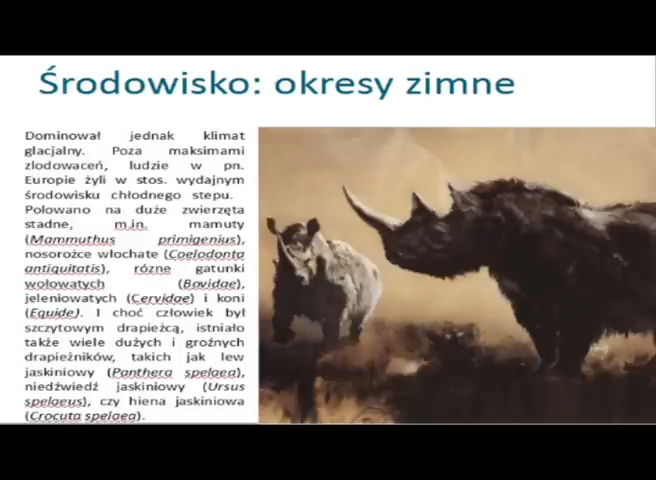 Środowisko: okresy zimne
Dominował jednak klimat
glacjalny. Poza maksimami
zlodowaceń, ludzie w pn.
Europie żyli w stos. wydajnym
środowisku chłodnego stepu.
Polowano na duże zwierzęta
stadne, m.in. mamuty
(Mammuthus primigenius),
nosorożce włochate (Coelodonta
antiquitatis), rózne gatunki
wołowatych (Bovidae),
jeleniowatych (Cervidae) i koni
(Equide). I choć człowiek był
szczytowym drapieżcą, istniało
także wiele dużych i groźnych
drapieżników, takich jak lew
jaskiniowy (Panthera spelaea),
niedźwiedź jaskiniowy (Ursus
spelaeus), czy hiena jaskiniowa
(Crocuta spelaea).